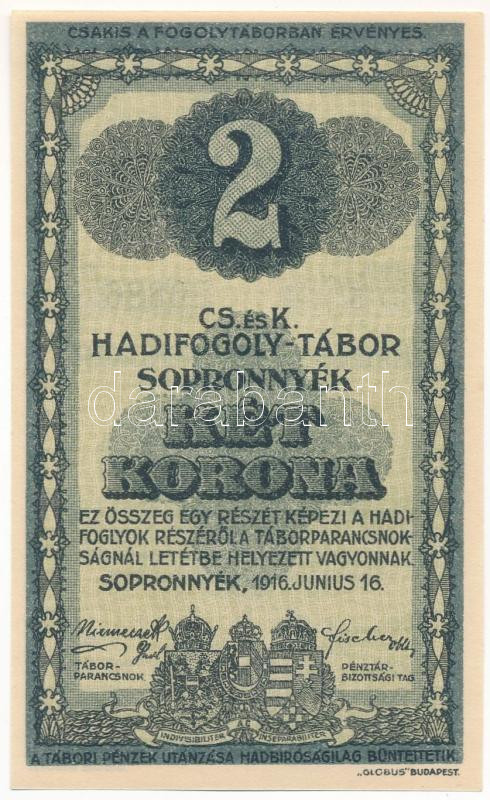 CSAKIS A FOGOLYTÁBORBAN ÉRVÉNYES.
2
CS. ÉS K.
HADIFOGOLY-TÁBOR
SOPRONNYÉK
darabanth
KÉT
KORONA
EZ ÖSSZEG EGY RÉSZÉT KÉPEZI A HADI-
FOGLYOK RÉSZÉRŐL A TÁBORPARANCSNOK-
SÁGNÁL LETÉTBE HELYEZETT VAGYONNAK.
SOPRONNYÉK, 1916. JUNIUS 16.
Fischer
TÁBOR-
PARANCSNOK
PÉNZTÁR-
BIZOTTSÁGI TAG
INDIVISIBILITER AC INSEPARABILITER
A TÁBORI PÉNZEK UTÁNZÁSA HADBIRÓSÁGILAG BÜNTETTETIK.
„GLOBUS" BUDAPEST.